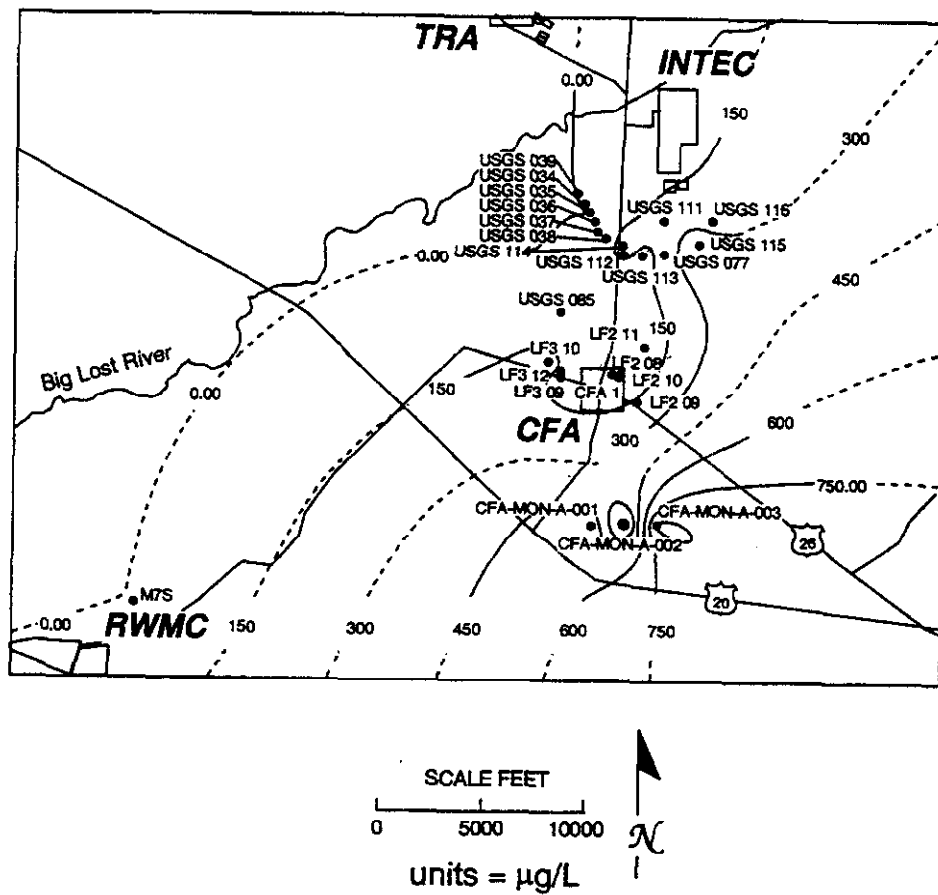 TRA
INTEC
0.00
150
300
USGS 039
USGS 034
USGS 035
USGS 036
USGS 037
USGS 038
USGS 11
USGS 111
USGS 116
USGS 115
USGS 112
USGS 077
USGS 113
0.00
450
USGS 085
LF2 11
150
LF3 10
LF2 08
Big Lost River
LF3 12
LF2 10
0.00
150
LF3 09
CFA 1
LF2 09
CFA
300
600
750.00
CFA-MON-A-001
CFA-MON-A-003
CFA-MON-A-002
26
M7S
20
0.00
RWMC
150
300
450
600
750
SCALE FEET
0
5000
10000
N
units = µg/L